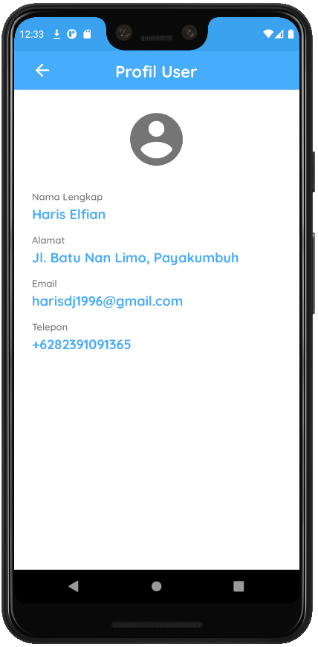 12:33
Profil User
Nama Lengkap
Haris Elfian
Alamat
Jl. Batu Nan Limo, Payakumbuh
Email
harisdj1996@gmail.com
Telepon
+6282391091365